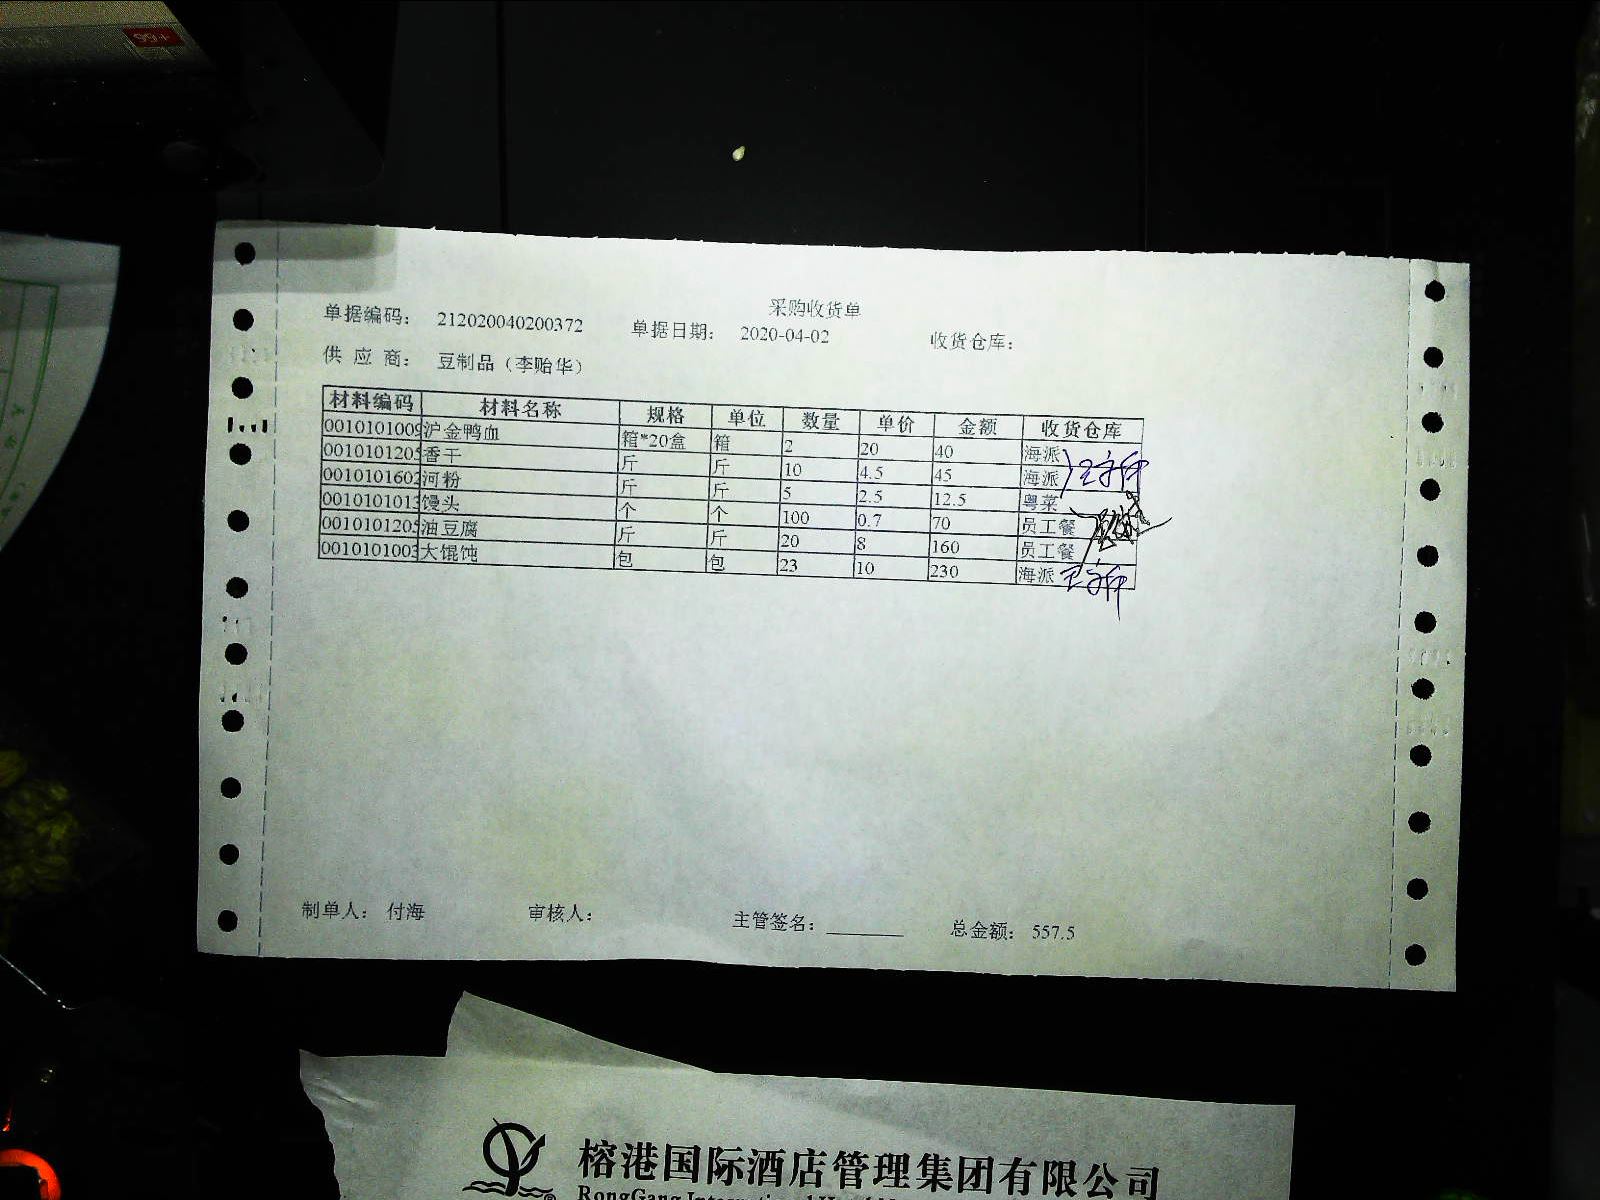 99+
采购收货单
单据编码： 212020040200372 单据日期： 2020-04-02 收货仓库：
供 应 商： 豆制品（李贻华）
材料编码 材料名称 规格 单位 数量 单价 金额 收货仓库
0010101009 沪金鸭血 箱*20盒 箱 2 20 40 海派
0010101205 香干 斤 斤 10 4.5 45 海派
0010101602 河粉 斤 斤 5 2.5 12.5 粤菜
0010101013 馒头 个 个 100 0.7 70 员工餐
0010101205 油豆腐 斤 斤 20 8 160 员工餐
0010101003 大馄饨 包 包 23 10 230 海派
制单人： 付海 审核人： 主管签名： 总金额： 557.5
榕港国际酒店管理集团有限公司
RongGang